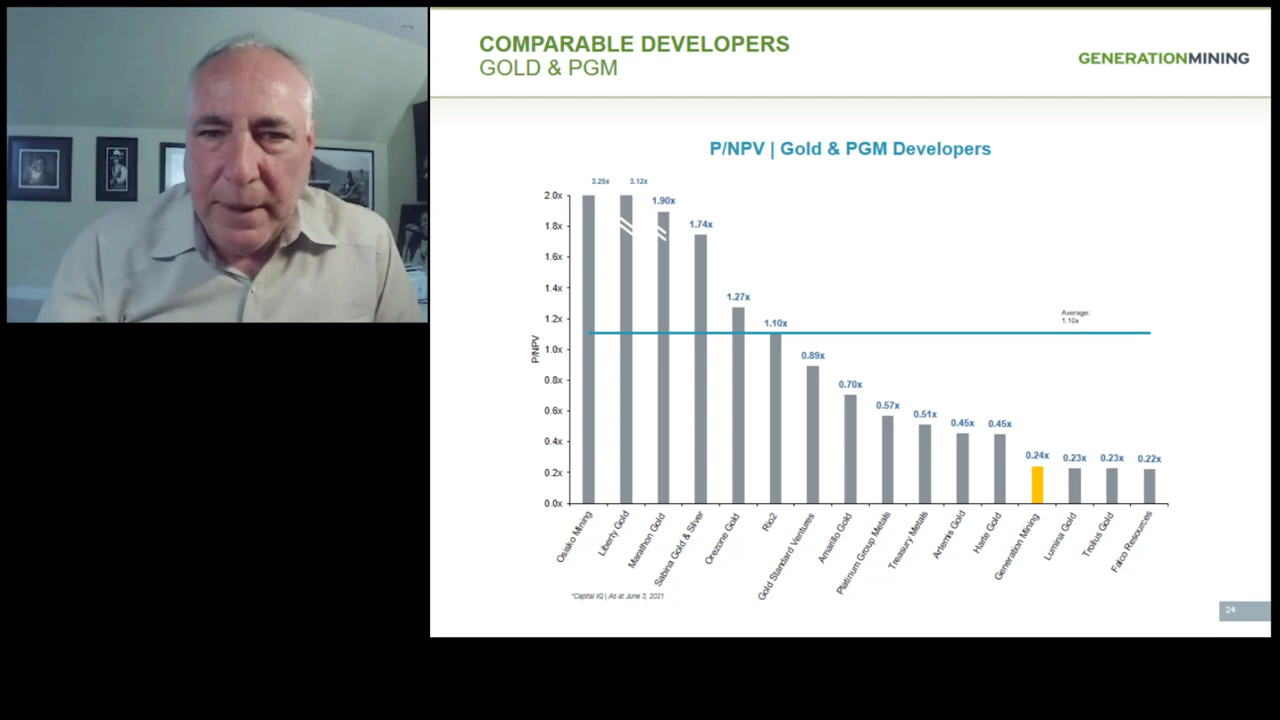 COMPARABLE DEVELOPERS
GOLD & PGM
GENERATIONMINING
P/NPV | Gold & PGM Developers
3.25x
3.12x
1.90x
1.74x
1.27x
1.10x
0.89x
0.70x
0.57x
0.51x
0.45x
0.45x
0.24x
0.23x
0.23x
0.22x
Average:
1.10x
P/NPV
2.0x
1.8x
1.6x
1.4x
1.2x
1.0x
0.8x
0.6x
0.4x
0.2x
0.0x
Osisko Mining
Liberty Gold
Marathon Gold
Sabina Gold & Silver
Orezone Gold
Rio2
Gold Standard Ventures
Amarillo Gold
Platinum Group Metals
Treasury Metals
Artemis Gold
Harte Gold
Generation Mining
Lumina Gold
Troilus Gold
Falco Resources
*Capital IQ | As at June 3, 2021
24